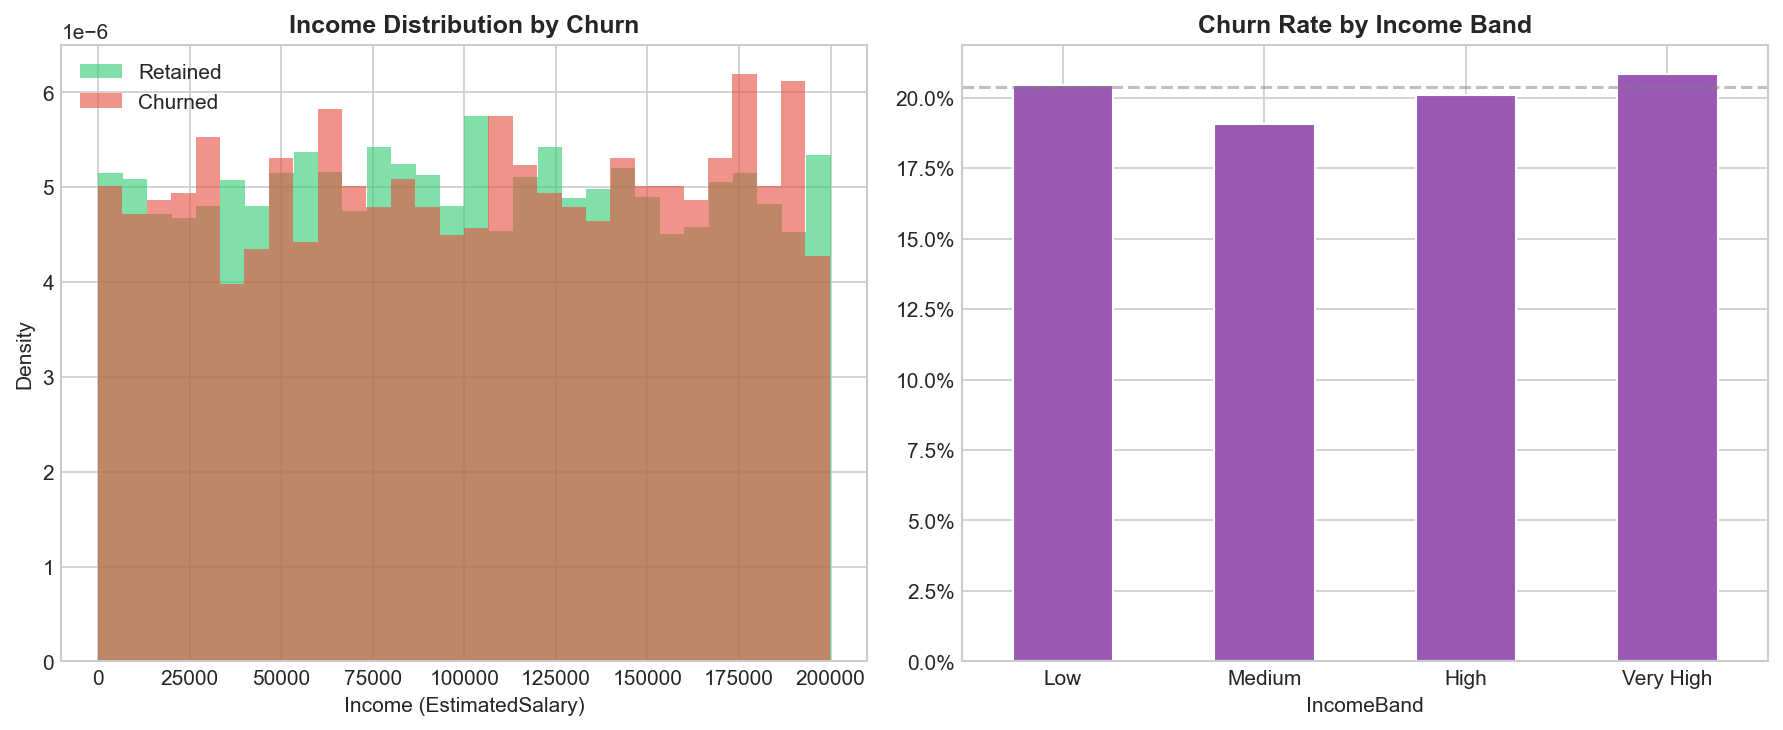 Income Distribution by Churn
1e−6
Retained
Churned
6
5
4
3
2
1
0
Density
0 25000 50000 75000 100000 125000 150000 175000 200000
Income (EstimatedSalary)
Churn Rate by Income Band
20.0%
17.5%
15.0%
12.5%
10.0%
7.5%
5.0%
2.5%
0.0%
Low Medium High Very High
IncomeBand